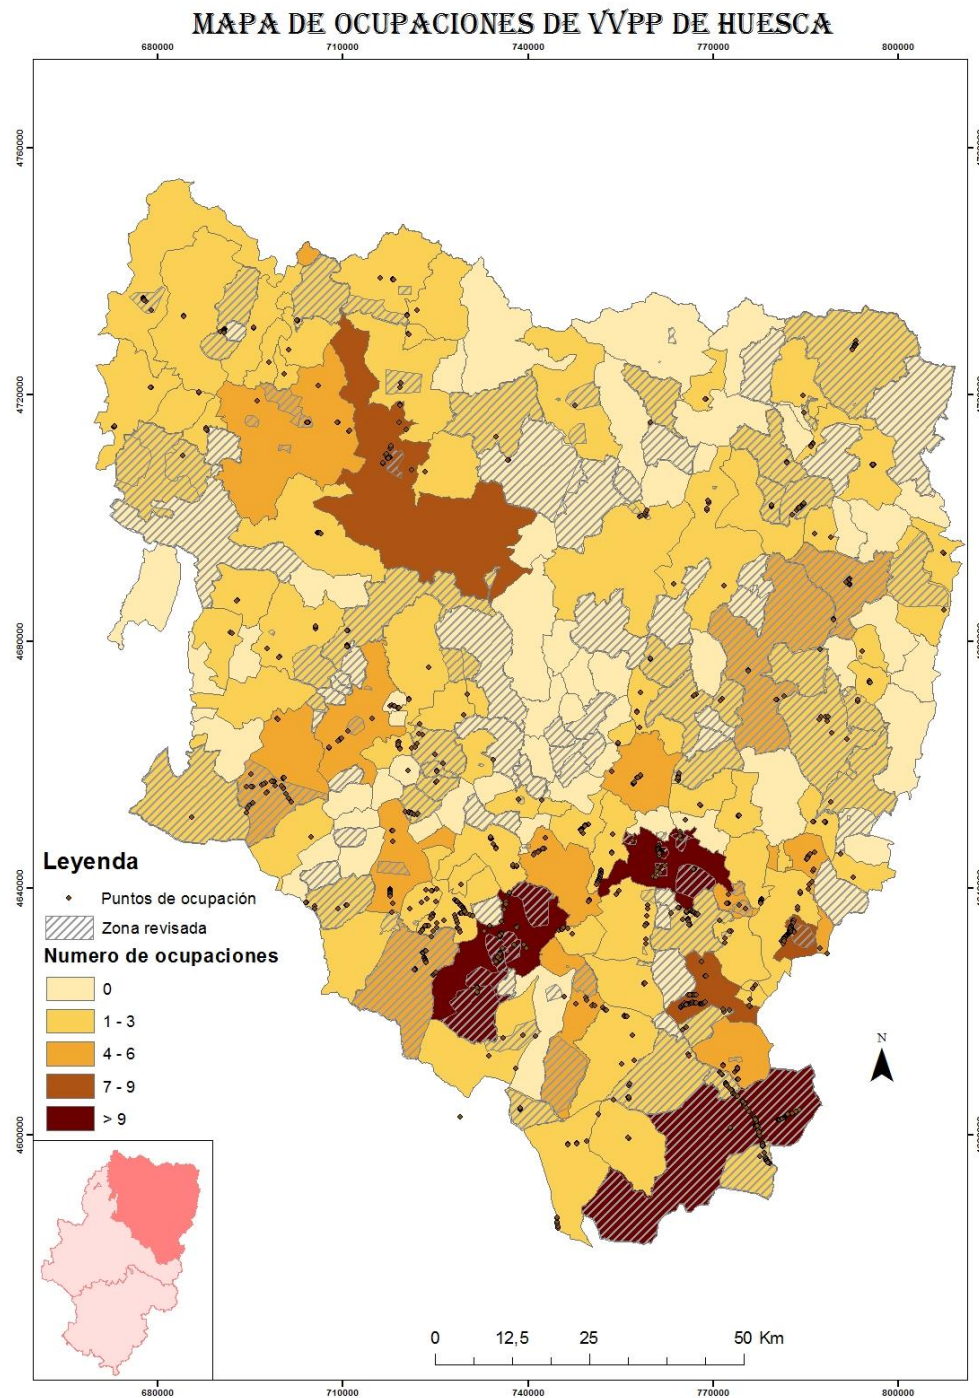 MAPA DE OCUPACIONES DE VVPP DE HUESCA
680000 710000 740000 770000 800000
4760000
4720000
4680000
4640000
4600000
Leyenda
Puntos de ocupación
Zona revisada
Numero de ocupaciones
0
1 - 3
4 - 6
7 - 9
> 9
N
0 12,5 25 50 Km
680000 710000 740000 770000 800000